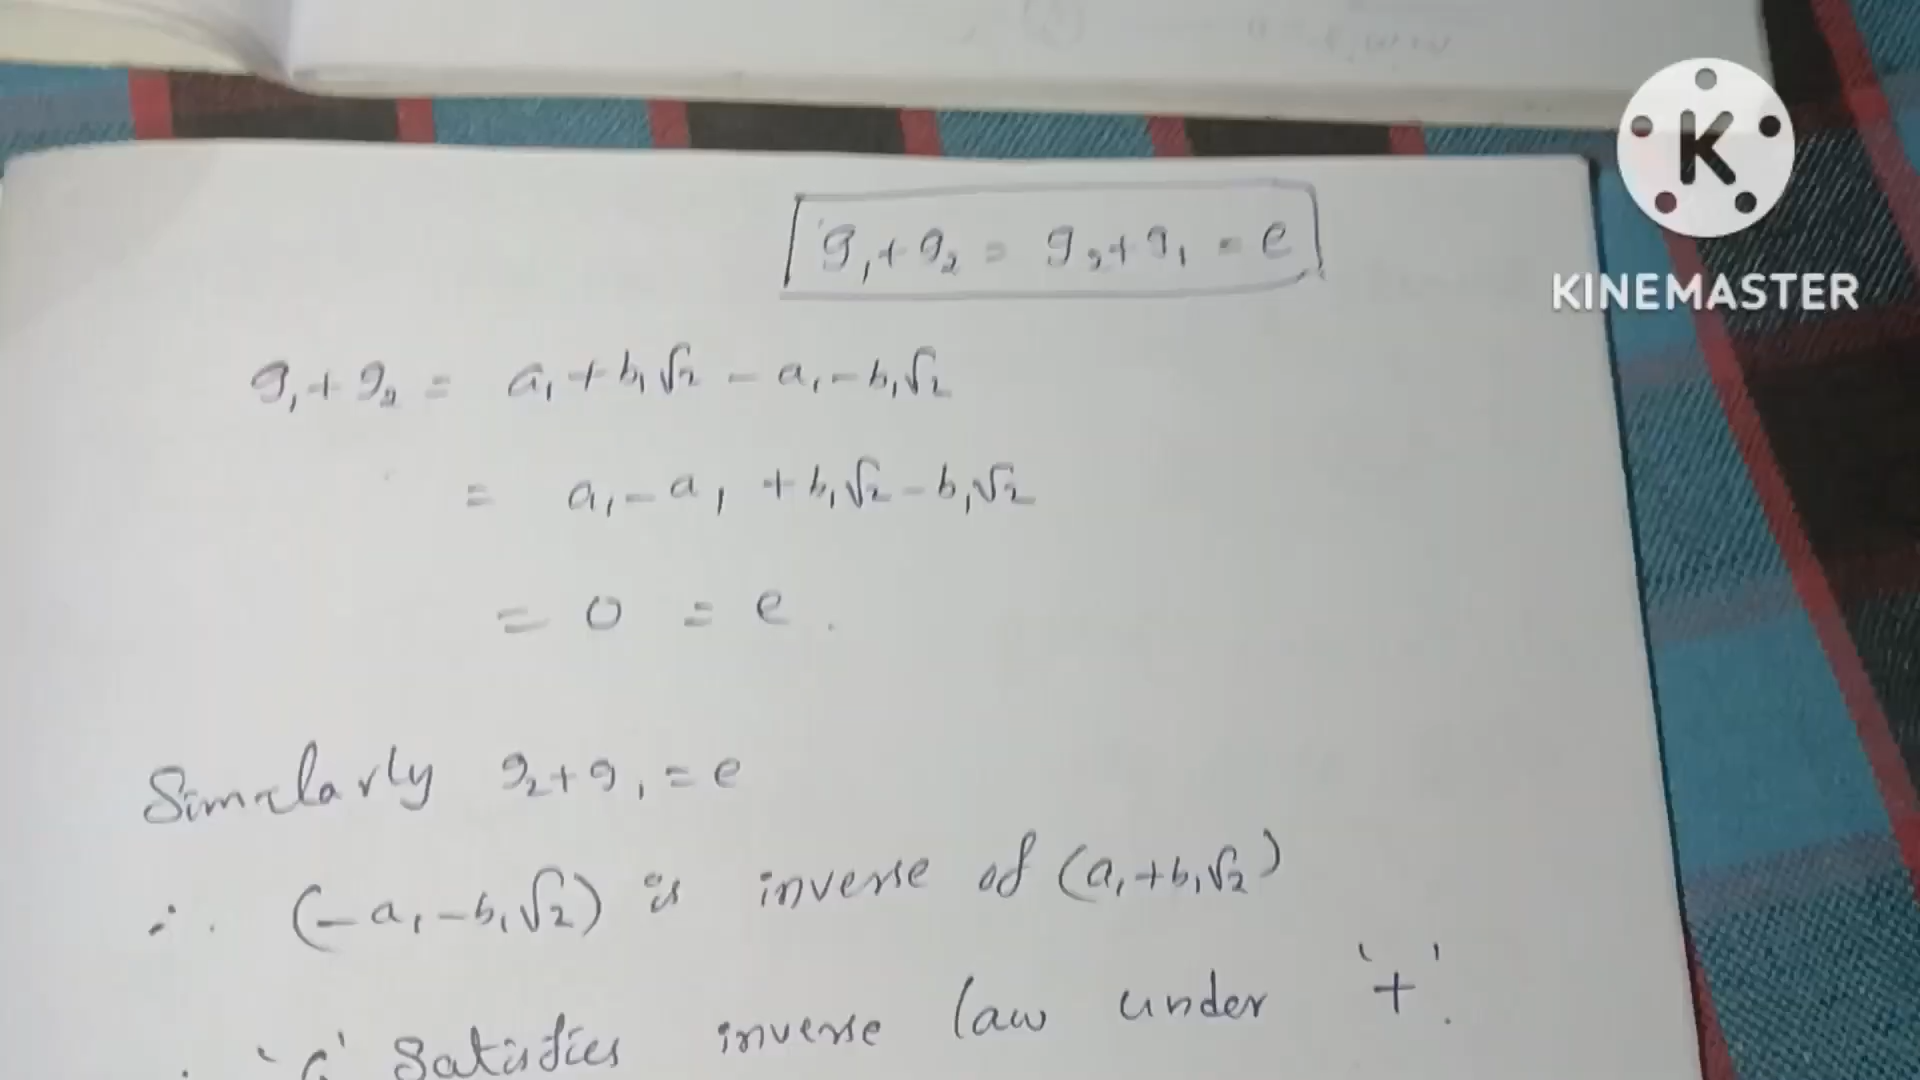 g₁+g₂ = g₂+g₁ = e
K
KINEMASTER
g₁+g₂ = a₁+b₁√2 - a₁-b₁√2
= a₁-a₁ +b₁√2-b₁√2
= 0 = e.
Similarly g₂+g₁=e
∴ (-a₁-b₁√2) is inverse of (a₁+b₁√2)
'G' Satisfies inverse law under '+'.